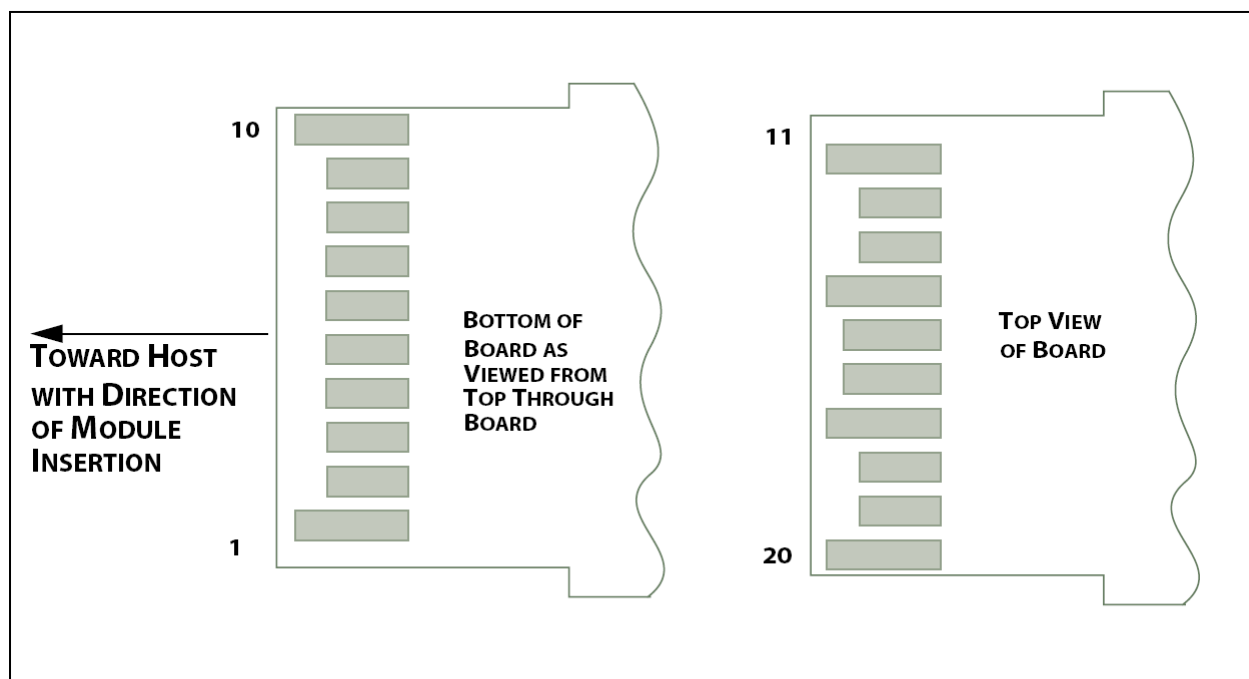 10
1
TOWARD HOST
WITH DIRECTION
OF MODULE
INSERTION
BOTTOM OF
BOARD AS
VIEWED FROM
TOP THROUGH
BOARD
11
20
TOP VIEW
OF BOARD